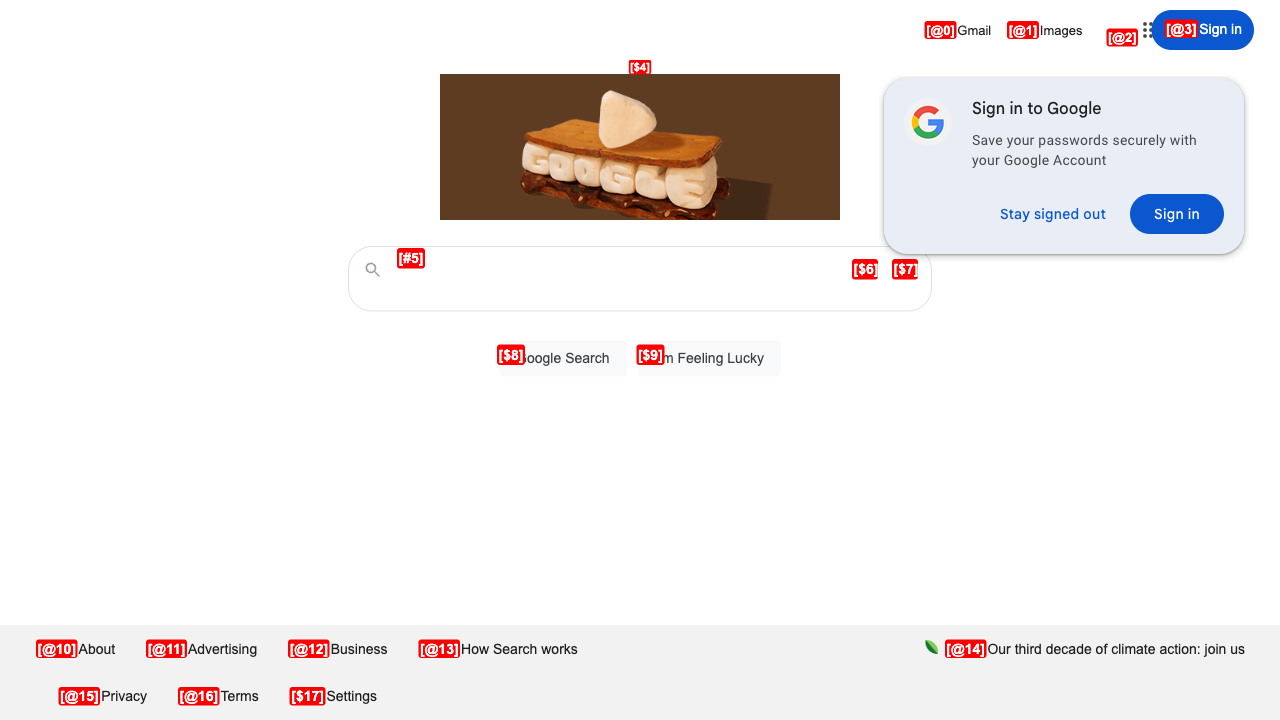 [@0] Gmail [@1] Images [@2] [@3] Sign in
[$4]
GOOGLE
Sign in to Google
Save your passwords securely with
your Google Account
Stay signed out Sign in
[#5] [$6] [$7]
[$8]oogle Search [$9]m Feeling Lucky
[@10] About [@11] Advertising [@12] Business [@13] How Search works [@14] Our third decade of climate action: join us
[@15] Privacy [@16] Terms [$17] Settings